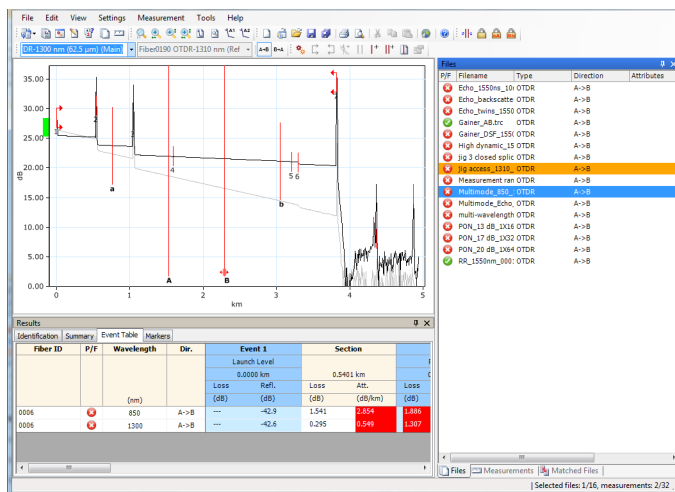 File Edit View Settings Measurement Tools Help
DR-1300 nm (62.5 µm) (Main) Fiber0190 OTDR-1310 nm (Ref A→B B→A
35.00
30.00
25.00
20.00
15.00
10.00
5.00
0.00
dB
a
4
b
5 6
A
B
0 1 2 3 4 5
km
Results
Identification Summary Event Table Markers
Fiber ID P/F Wavelength Dir. Event 1 Section
Launch Level
0.0000 km 0.5401 km
Loss Refl. Loss Att. Loss
(nm) (dB) (dB) (dB) (dB/km) (dB)
0006 850 A->B --- -42.9 1.541 2.854 1.886
0006 1300 A->B --- -42.6 0.295 0.549 1.307
Files
P/F Filename Type Direction Attributes
Echo_1550ns_10 OTDR A->B
Echo_backscatte OTDR A->B
Echo_twins_1550 OTDR A->B
Gainer_AB.trc OTDR A->B
Gainer_DSF_155 OTDR A->B
High dynamic_15 OTDR A->B
jig 3 closed splic OTDR A->B
jig access_1310_ OTDR A->B
Measurement ran OTDR A->B
Multimode_850_ OTDR A->B
Multimode_Echo_ OTDR A->B
multi-wavelength OTDR A->B
PON_13 dB_1X16 OTDR A->B
PON_17 dB_1X32 OTDR A->B
PON_20 dB_1X64 OTDR A->B
RR_1550nm_000 OTDR A->B
Files Measurements Matched Files
Selected files: 1/16, measurements: 2/32